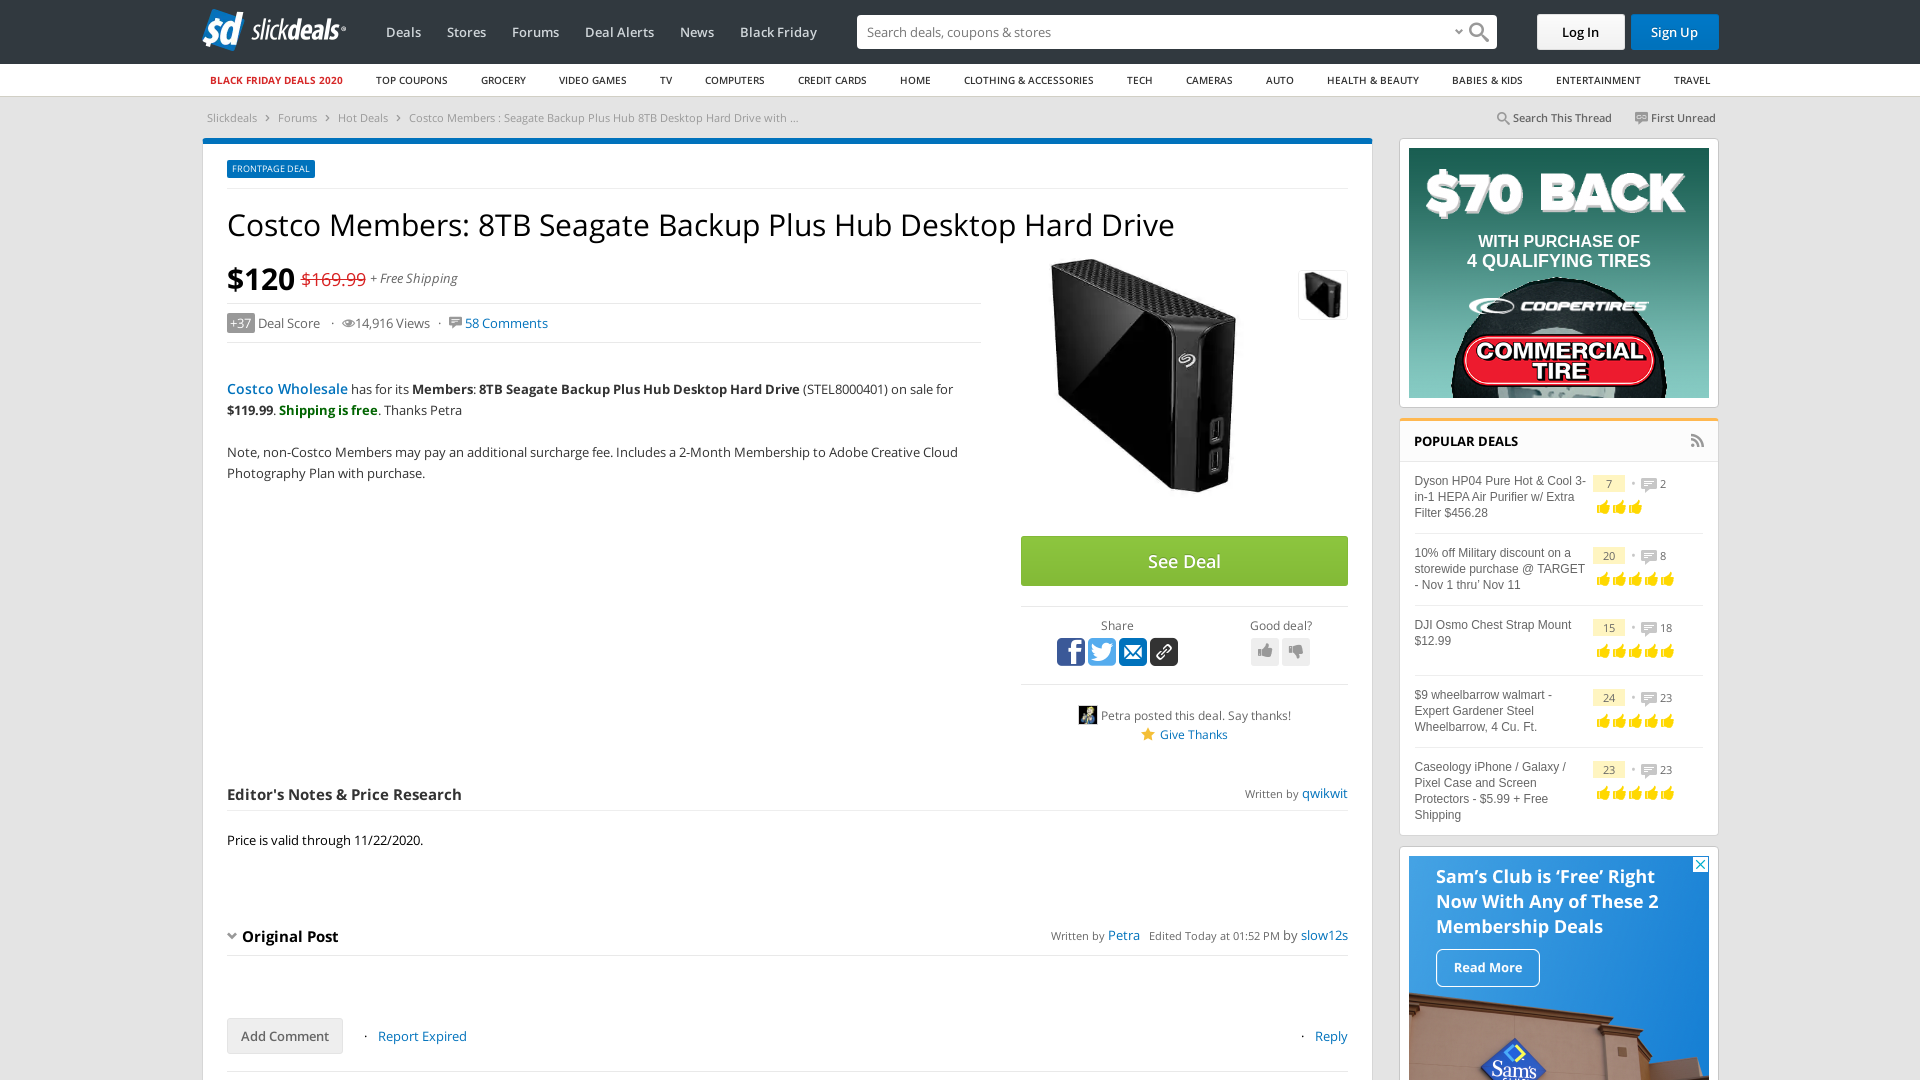 slickdeals
Deals
Stores
Forums
Deal Alerts
News
Black Friday
Search deals, coupons & stores
Log In
Sign Up
BLACK FRIDAY DEALS 2020
TOP COUPONS
GROCERY
VIDEO GAMES
TV
COMPUTERS
CREDIT CARDS
HOME
CLOTHING & ACCESSORIES
TECH
CAMERAS
AUTO
HEALTH & BEAUTY
BABIES & KIDS
ENTERTAINMENT
TRAVEL
Slickdeals > Forums > Hot Deals > Costco Members : Seagate Backup Plus Hub 8TB Desktop Hard Drive with ...
Search This Thread
First Unread
FRONTPAGE DEAL
Costco Members: 8TB Seagate Backup Plus Hub Desktop Hard Drive
$120 $169.99 + Free Shipping
+37 Deal Score · 14,916 Views · 58 Comments
Costco Wholesale has for its Members: 8TB Seagate Backup Plus Hub Desktop Hard Drive (STEL8000401) on sale for
$119.99. Shipping is free. Thanks Petra
Note, non-Costco Members may pay an additional surcharge fee. Includes a 2-Month Membership to Adobe Creative Cloud
Photography Plan with purchase.
See Deal
Share
Good deal?
Petra posted this deal. Say thanks!
Give Thanks
Editor's Notes & Price Research
Written by qwikwit
Price is valid through 11/22/2020.
Original Post
Written by Petra Edited Today at 01:52 PM by slow12s
Add Comment
· Report Expired
· Reply
$70 BACK
WITH PURCHASE OF
4 QUALIFYING TIRES
COOPERTIRES
COMMERCIAL
TIRE
POPULAR DEALS
Dyson HP04 Pure Hot & Cool 3-
in-1 HEPA Air Purifier w/ Extra
Filter $456.28
7 • 2
10% off Military discount on a
storewide purchase @ TARGET
- Nov 1 thru’ Nov 11
20 • 8
DJI Osmo Chest Strap Mount
$12.99
15 • 18
$9 wheelbarrow walmart -
Expert Gardener Steel
Wheelbarrow, 4 Cu. Ft.
24 • 23
Caseology iPhone / Galaxy /
Pixel Case and Screen
Protectors - $5.99 + Free
Shipping
23 • 23
Sam’s Club is ‘Free’ Right
Now With Any of These 2
Membership Deals
Read More
Sam's